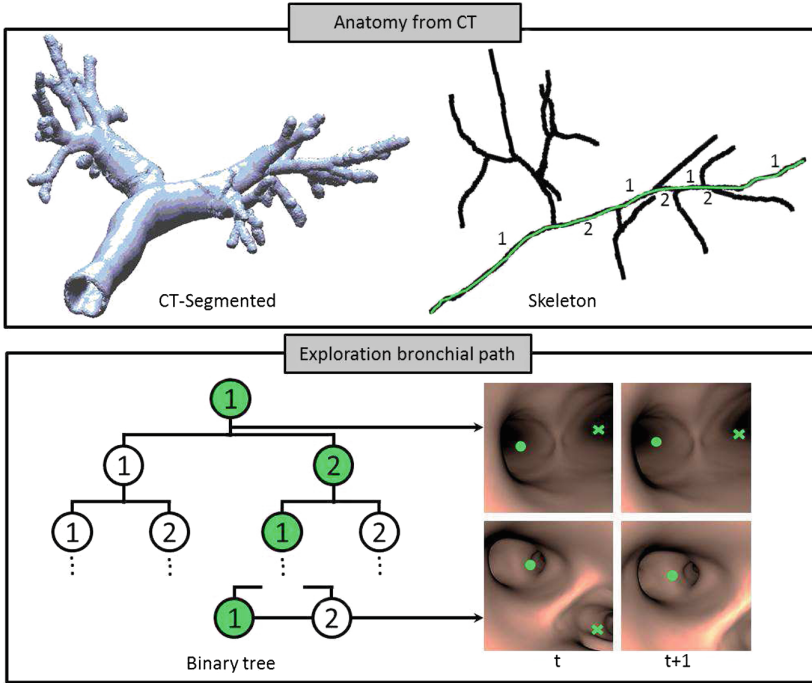 Anatomy from CT
1
1
1
1
2
2
2
CT-Segmented
Skeleton
Exploration bronchial path
1
1
2
1
2
1
2
1
2
Binary tree
t
t+1